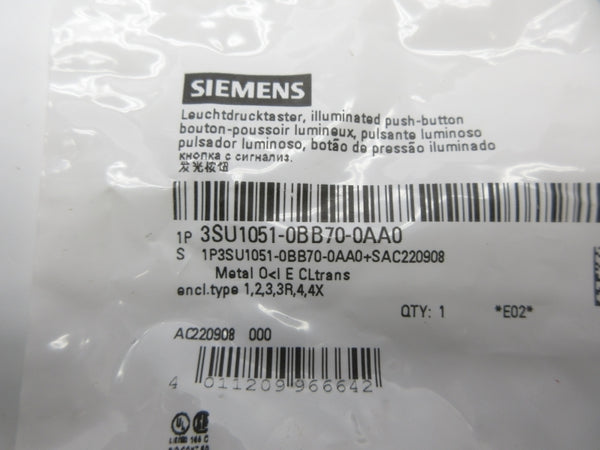 SIEMENS
Leuchtdrucktaster, illuminated push-button
bouton-poussoir lumineux, pulsante luminoso
pulsador luminoso, botão de pressão iluminado
кнопка с сигнализ.
发光按钮
1P 3SU1051-0BB70-0AA0
S 1P3SU1051-0BB70-0AA0+SAC220908
Metal O<I E CLtrans
encl.type 1,2,3,3R,4,4X
QTY: 1 *E02*
AC220908 000
4 011209 966642